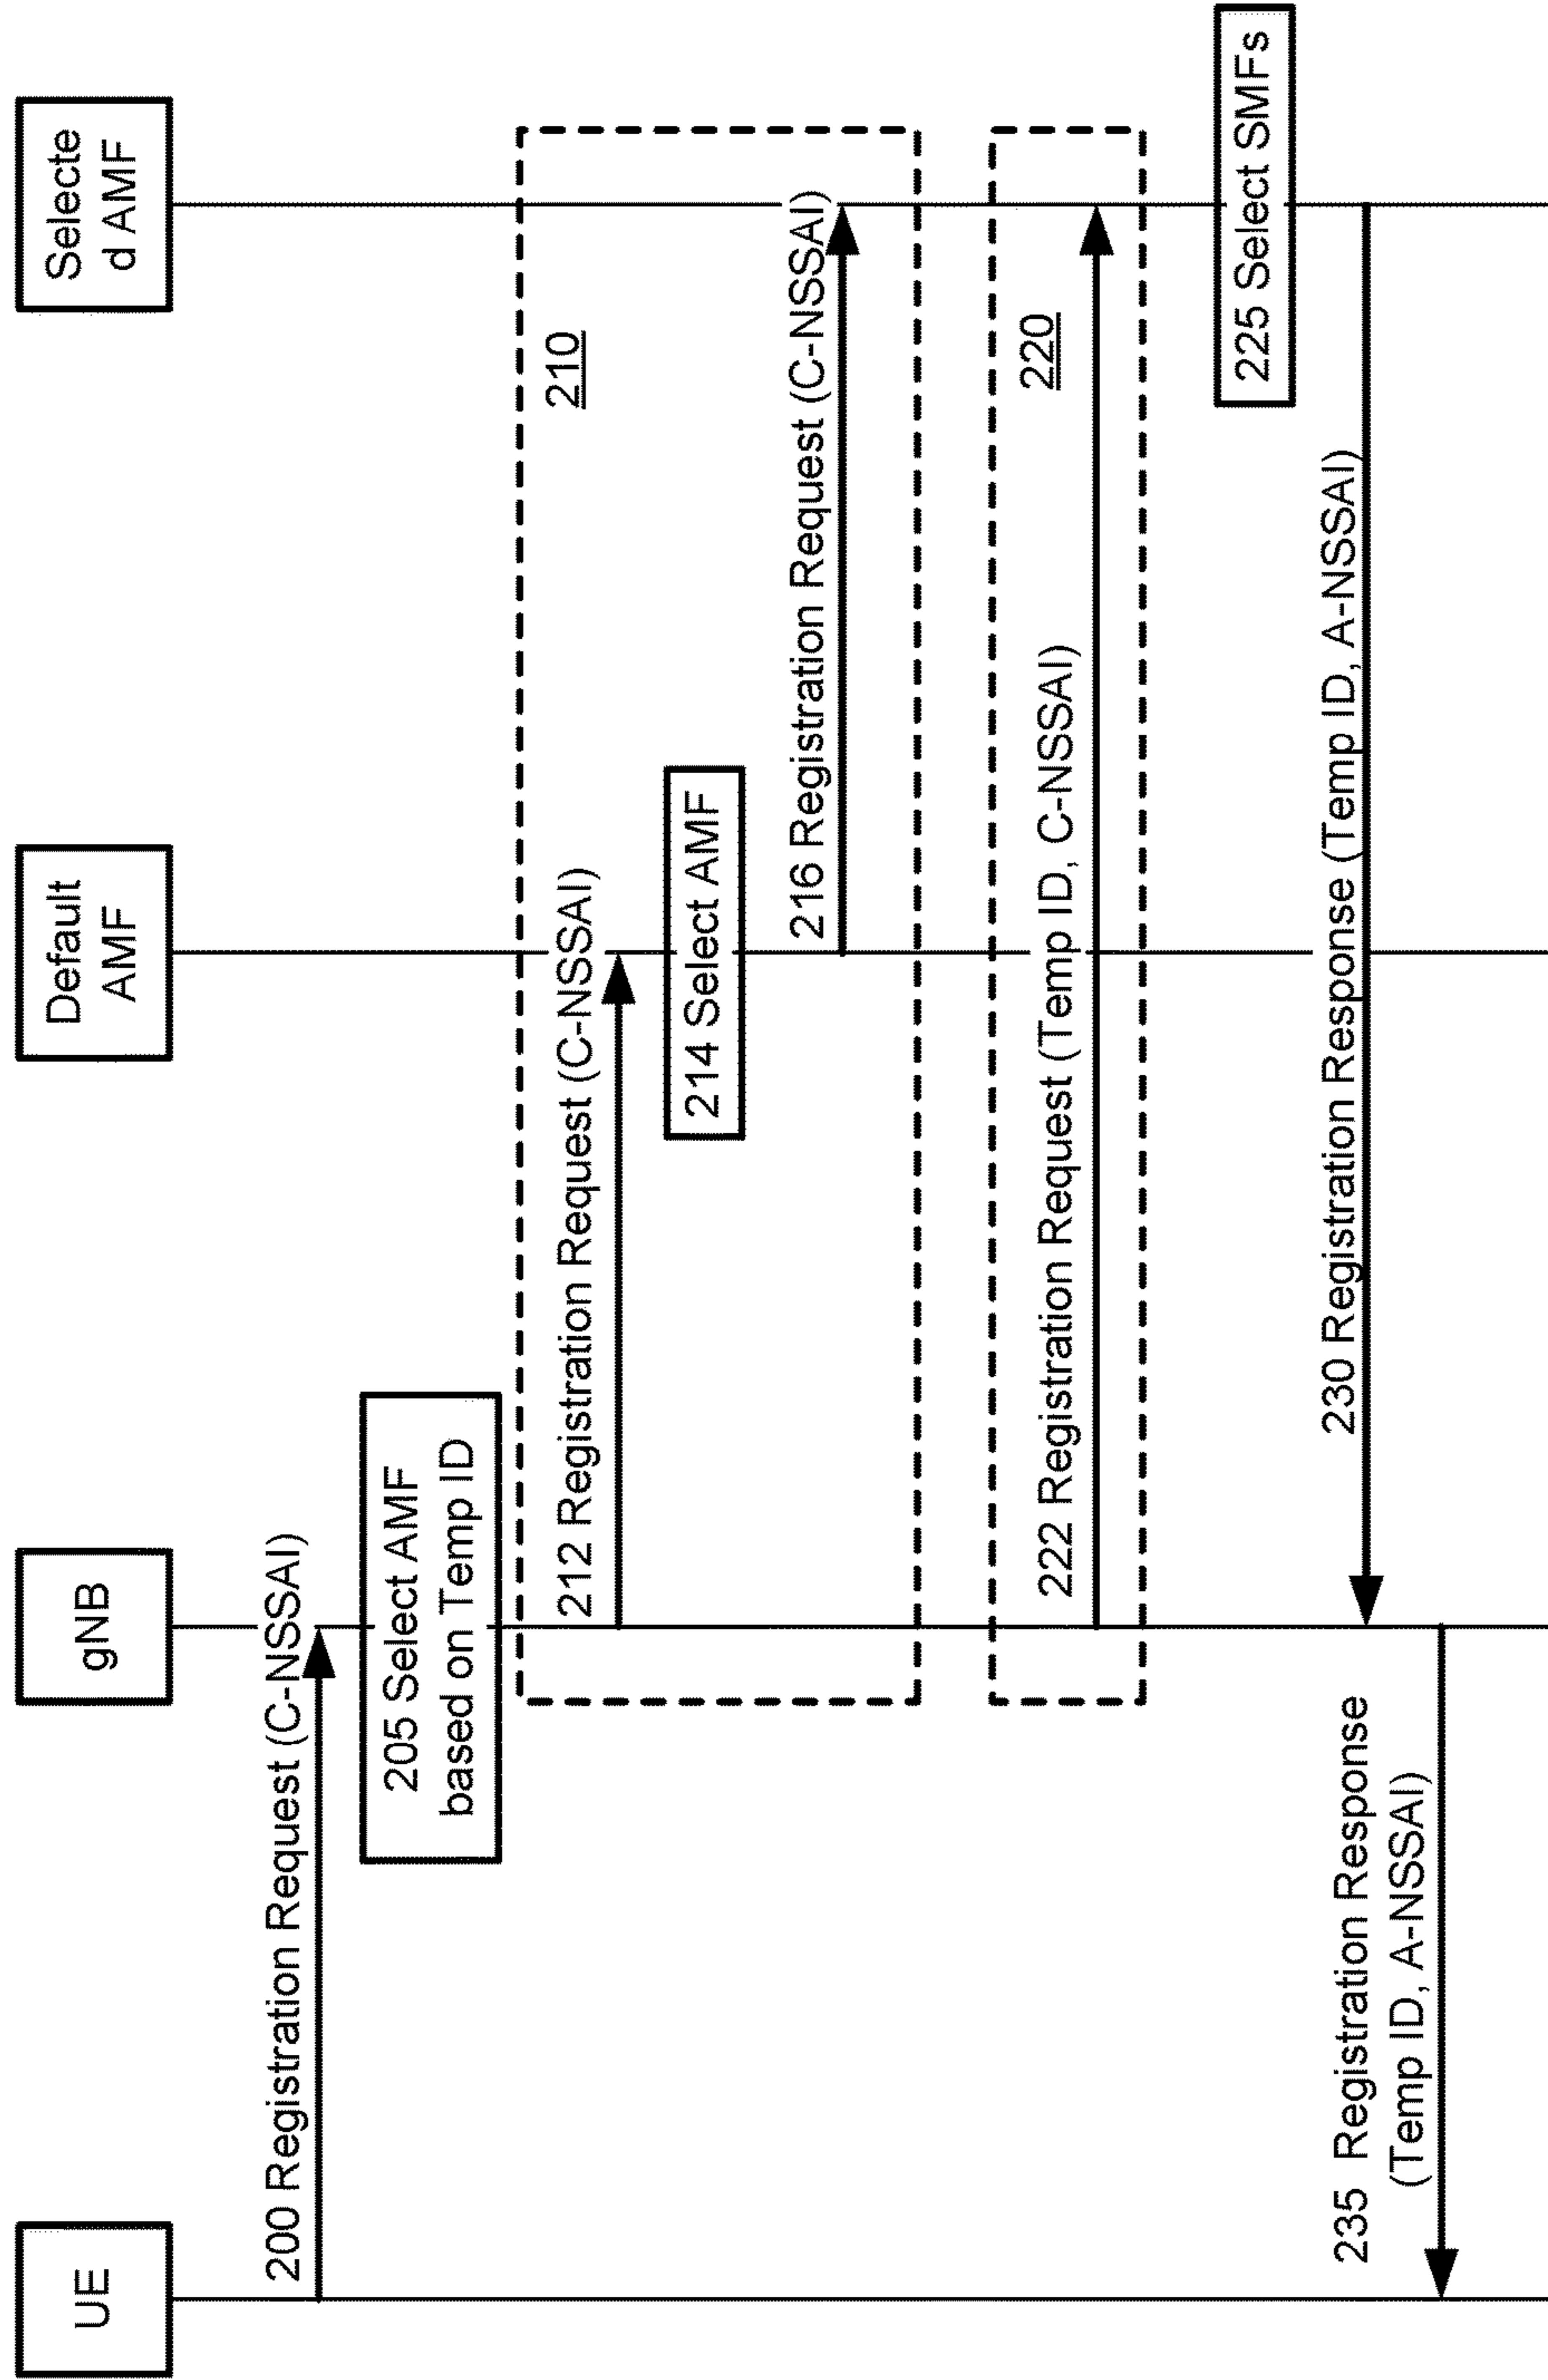 UE
gNB
Default
AMF
Selecte
d AMF
200 Registration Request (C-NSSAI)
205 Select AMF
based on Temp ID
210
212 Registration Request (C-NSSAI)
214 Select AMF
216 Registration Request (C-NSSAI)
220
222 Registration Request (Temp ID, C-NSSAI)
225 Select SMFs
230 Registration Response (Temp ID, A-NSSAI)
235 Registration Response
(Temp ID, A-NSSAI)